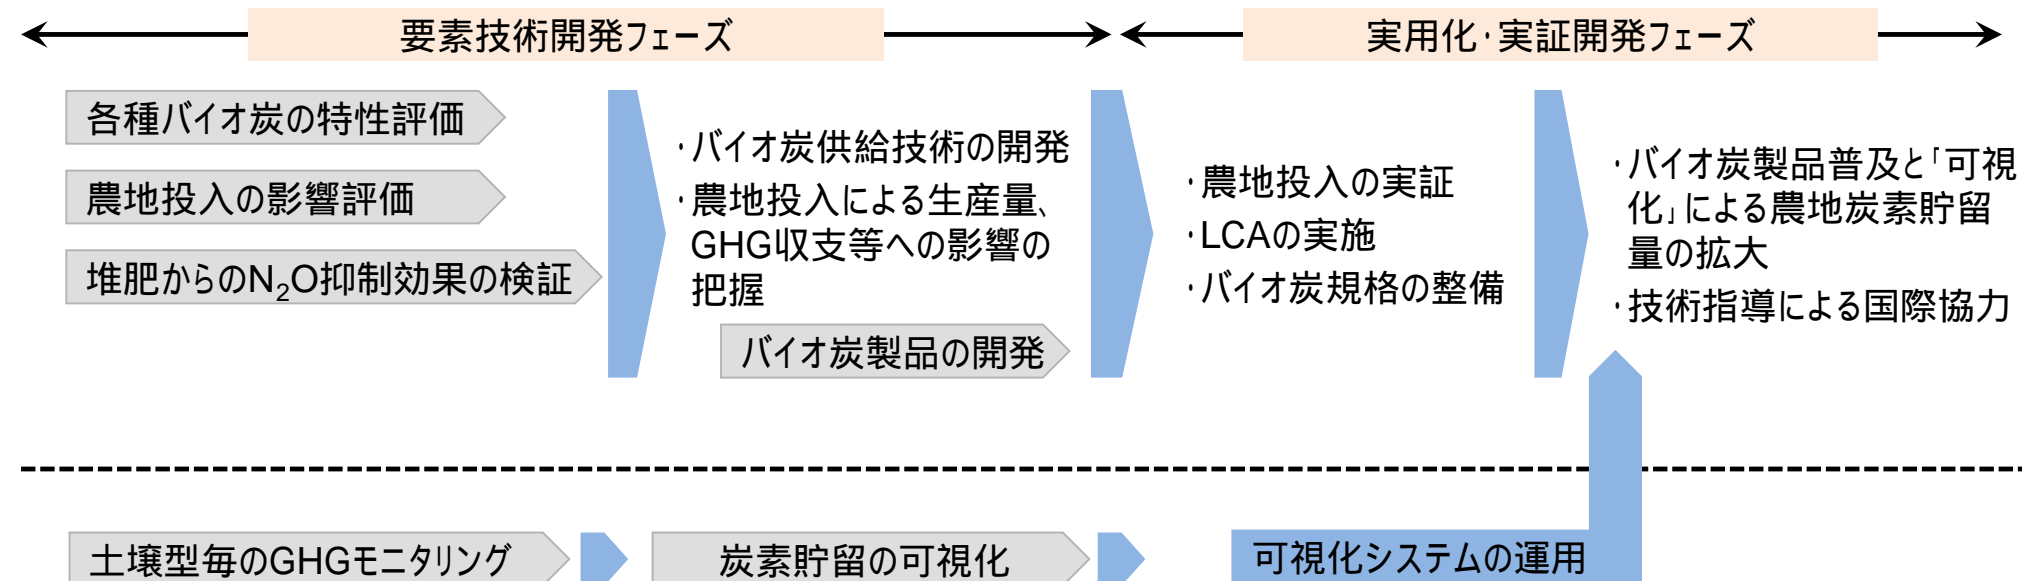 要素技術開発フェーズ
実用化・実証開発フェーズ
各種バイオ炭の特性評価
農地投入の影響評価
堆肥からのN₂O抑制効果の検証
・バイオ炭供給技術の開発
・農地投入による生産量、
GHG収支等への影響の
把握
バイオ炭製品の開発
・農地投入の実証
・LCAの実施
・バイオ炭規格の整備
・バイオ炭製品普及と「可視
化」による農地炭素貯留
量の拡大
・技術指導による国際協力
土壌型毎のGHGモニタリング
炭素貯留の可視化
可視化システムの運用